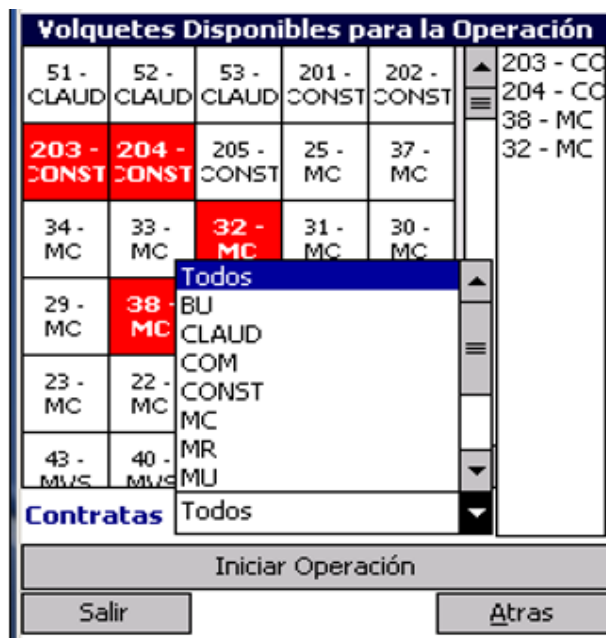 Volquetes Disponibles para la Operación
51 - 52 - 53 - 201 - 202 -
CLAUD CLAUD CLAUD CONST CONST
203 - 204 - 205 - 25 - 37 -
CONST CONST CONST MC MC
34 - 33 - 32 - 31 - 30 -
MC MC MC MC MC
29 - 38 -
MC MC
23 - 22 -
MC MC
43 - 40 -
MVS MVS
203 - CO
204 - CO
38 - MC
32 - MC
Todos
BU
CLAUD
COM
CONST
MC
MR
MU
Contratas Todos
Iniciar Operación
Salir Atras